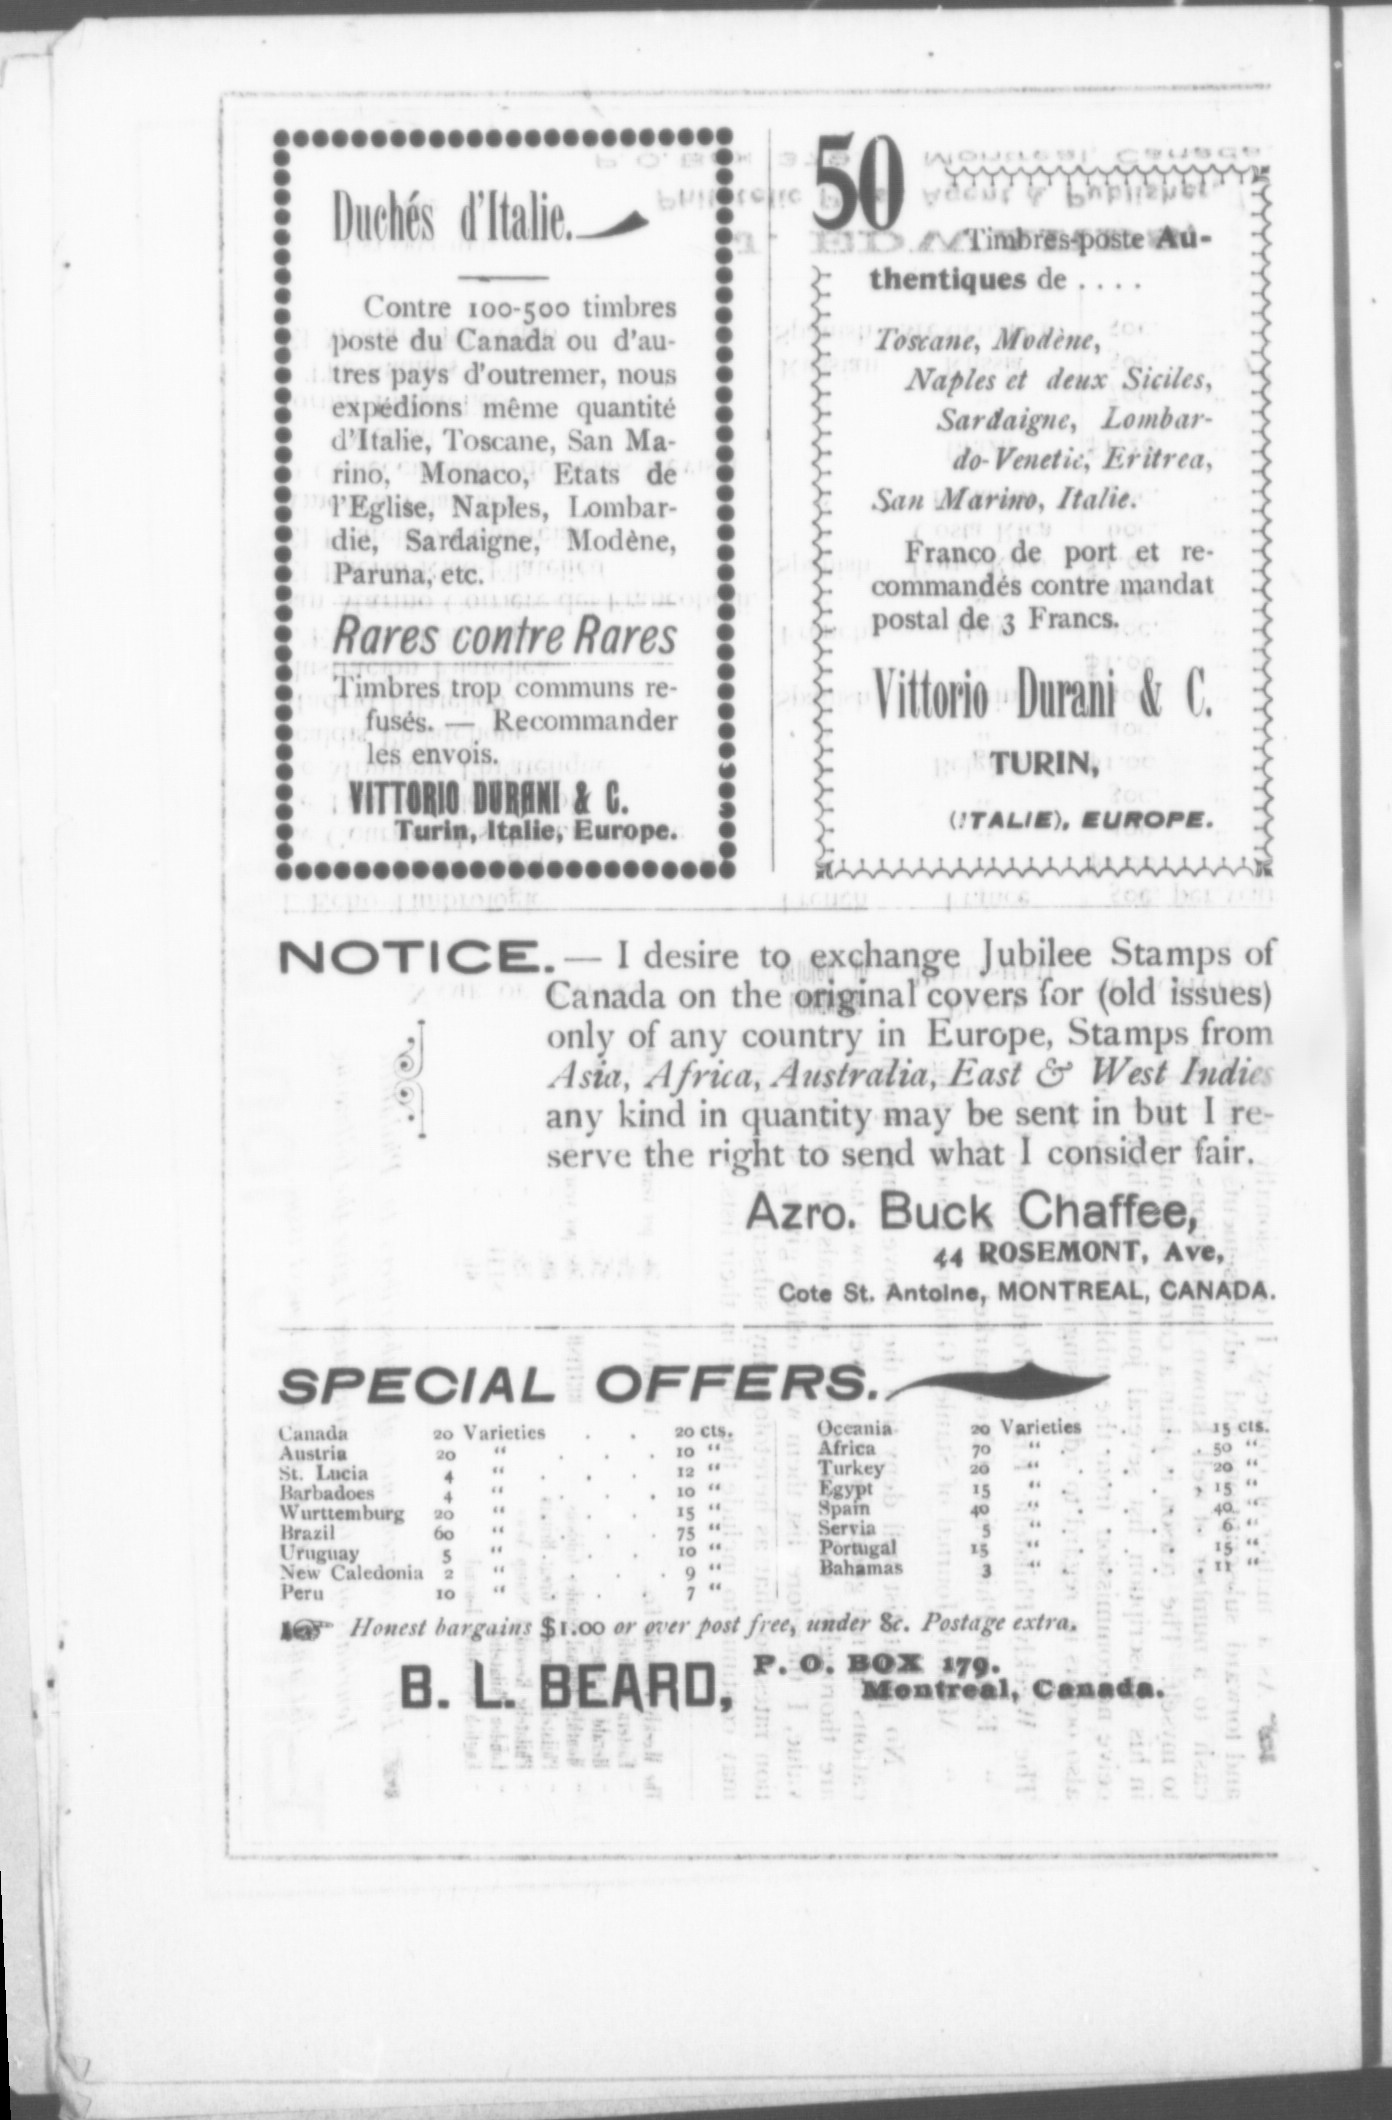 Duchés d'Italie.
Contre 100-500 timbres
poste du Canada ou d'au-
tres pays d'outremer, nous
expédions même quantité
d'Italie, Toscane, San Ma-
rino, Monaco, Etats de
l'Eglise, Naples, Lombar-
die, Sardaigne, Modène,
Paruna, etc.
Rares contre Rares
Timbres trop communs re-
fusés. — Recommander
les envois.
VITTORIO DURANI & C.
Turin, Italie, Europe.
50
Timbres-poste Au-
thentiques de . . . .
Toscane, Modène,
Naples et deux Siciles,
Sardaigne, Lombar-
do-Venetie, Eritrea,
San Marino, Italie.
Franco de port et re-
commandés contre mandat
postal de 3 Francs.
Vittorio Durani & C.
TURIN,
(ITALIE), EUROPE.
NOTICE.— I desire to exchange Jubilee Stamps of
Canada on the original covers for (old issues)
only of any country in Europe, Stamps from
Asia, Africa, Australia, East & West Indies
any kind in quantity may be sent in but I re-
serve the right to send what I consider fair.
Azro. Buck Chaffee,
44 ROSEMONT, Ave,
Cote St. Antoine, MONTREAL, CANADA.
SPECIAL OFFERS.
Canada 20 Varieties . . 20 cts.
Austria 20 " . . . 10 "
St. Lucia 4 " . . . 12 "
Barbadoes 4 " . . . 10 "
Wurttemburg 20 " . . . 15 "
Brazil 60 " . . . 75 "
Uruguay 5 " . . . 10 "
New Caledonia 2 " . . . 9 "
Peru 10 " . . . 7 "
Oceania 20 Varieties . . 15 cts.
Africa 70 " . . . . 50 "
Turkey 20 " . . . . 20 "
Egypt 15 " . . . . 15 "
Spain 40 " . . . . 40 "
Servia 5 " . . . 6 "
Portugal 15 " . . . 15 "
Bahamas 3 " . . . . 11 "
Honest bargains $1.00 or over post free, under &c. Postage extra.
B. L. BEARD, P. O. BOX 179.
Montreal, Canada.